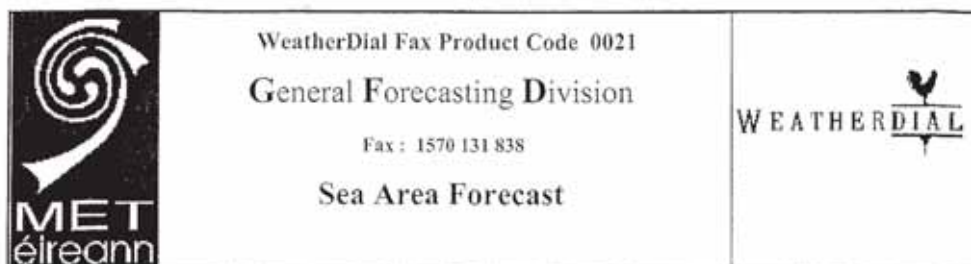 MET
éireann
WeatherDial Fax Product Code 0021
General Forecasting Division
Fax : 1570 131 838
Sea Area Forecast
WEATHERDIAL